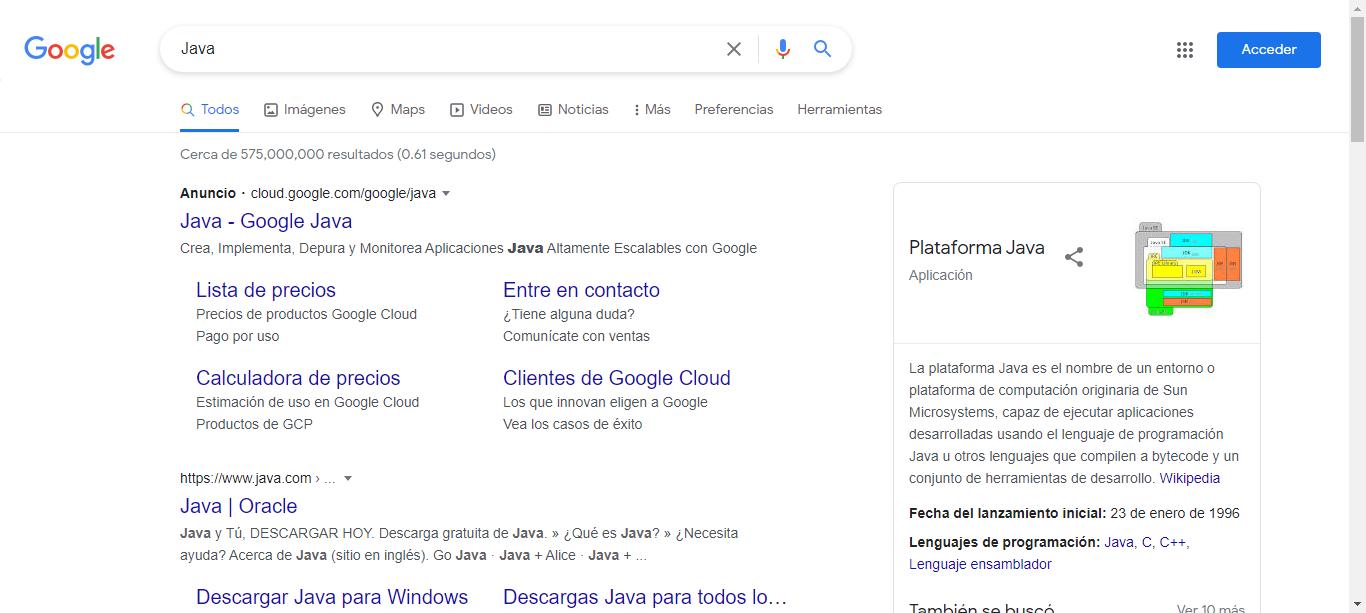 Google
Java
Acceder
Todos Imágenes Maps Videos Noticias Más Preferencias Herramientas
Cerca de 575,000,000 resultados (0.61 segundos)
Anuncio · cloud.google.com/google/java
Java - Google Java
Crea, Implementa, Depura y Monitorea Aplicaciones Java Altamente Escalables con Google
Lista de precios
Precios de productos Google Cloud
Pago por uso
Entre en contacto
¿Tiene alguna duda?
Comunícate con ventas
Calculadora de precios
Estimación de uso en Google Cloud
Productos de GCP
Clientes de Google Cloud
Los que innovan eligen a Google
Vea los casos de éxito
https://www.java.com › ...
Java | Oracle
Java y Tú, DESCARGAR HOY. Descarga gratuita de Java. » ¿Qué es Java? » ¿Necesita
ayuda? Acerca de Java (sitio en inglés). Go Java · Java + Alice · Java + ...
Descargar Java para Windows
Descargas Java para todos lo…
Plataforma Java
Aplicación
La plataforma Java es el nombre de un entorno o
plataforma de computación originaria de Sun
Microsystems, capaz de ejecutar aplicaciones
desarrolladas usando el lenguaje de programación
Java u otros lenguajes que compilen a bytecode y un
conjunto de herramientas de desarrollo. Wikipedia
Fecha del lanzamiento inicial: 23 de enero de 1996
Lenguajes de programación: Java, C, C++,
Lenguaje ensamblador
También se buscó
Ver 10 más